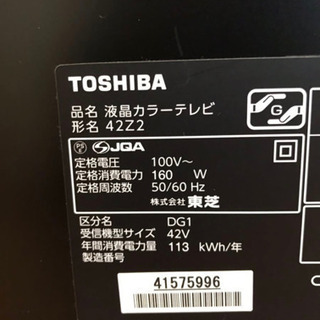 TOSHIBA
品名 液晶カラーテレビ
形名 42Z2
G
PS E JQA
定格電圧 100V～
定格消費電力 160 W
定格周波数 50/60 Hz
株式会社 東芝
区分名 DG1
受信機型サイズ 42V
年間消費電力量 113 kWh/年
製造番号
41575996